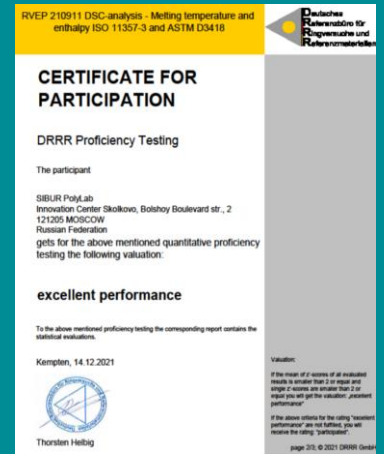 RVEP 210911 DSC-analysis - Melting temperature and
enthalpy ISO 11357-3 and ASTM D3418
Deutsches
Referenzbüro für
Ringversuche und
Referenzmaterialien
CERTIFICATE FOR
PARTICIPATION
DRRR Proficiency Testing
The participant
SIBUR PolyLab
Innovation Center Skolkovo, Bolshoy Boulevard str., 2
121205 MOSCOW
Russian Federation
gets for the above mentioned quantitative proficiency
testing the following valuation:
excellent performance
To the above mentioned proficiency testing the corresponding report contains the
statistical evaluations.
Kempten, 14.12.2021
Thorsten Helbig
Valuation:
If the mean of z'-scores of all evaluated
results is smaller than 2 or equal and
single z'-scores are smaller than 2 or
equal you will get the valuation: „excellent
performance"
If the above criteria for the rating "excellent
performance" are not fulfilled, you will
receive the rating: "participated".
page 2/3; © 2021 DRRR GmbH